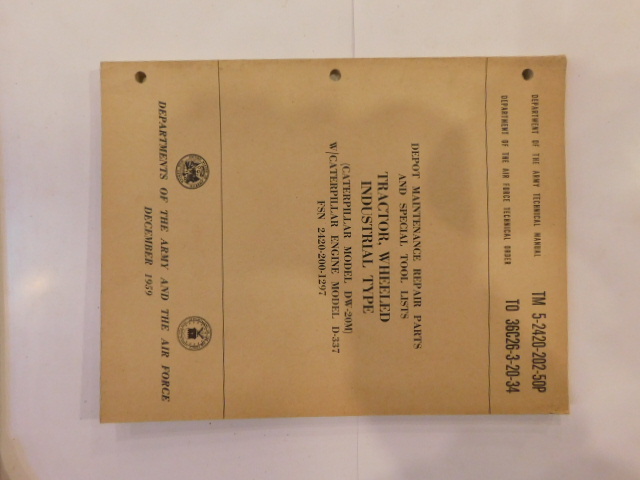 DEPARTMENT OF THE ARMY TECHNICAL MANUAL TM 5-2420-202-50P
DEPARTMENT OF THE AIR FORCE TECHNICAL ORDER TO 36C26-3-20-34
DEPOT MAINTENANCE REPAIR PARTS
AND SPECIAL TOOL LISTS
TRACTOR, WHEELED
INDUSTRIAL TYPE
(CATERPILLAR MODEL DW-20M)
W/CATERPILLAR ENGINE MODEL D-337
FSN 2420-200-1297
DEPARTMENTS OF THE ARMY AND THE AIR FORCE
DECEMBER 1959